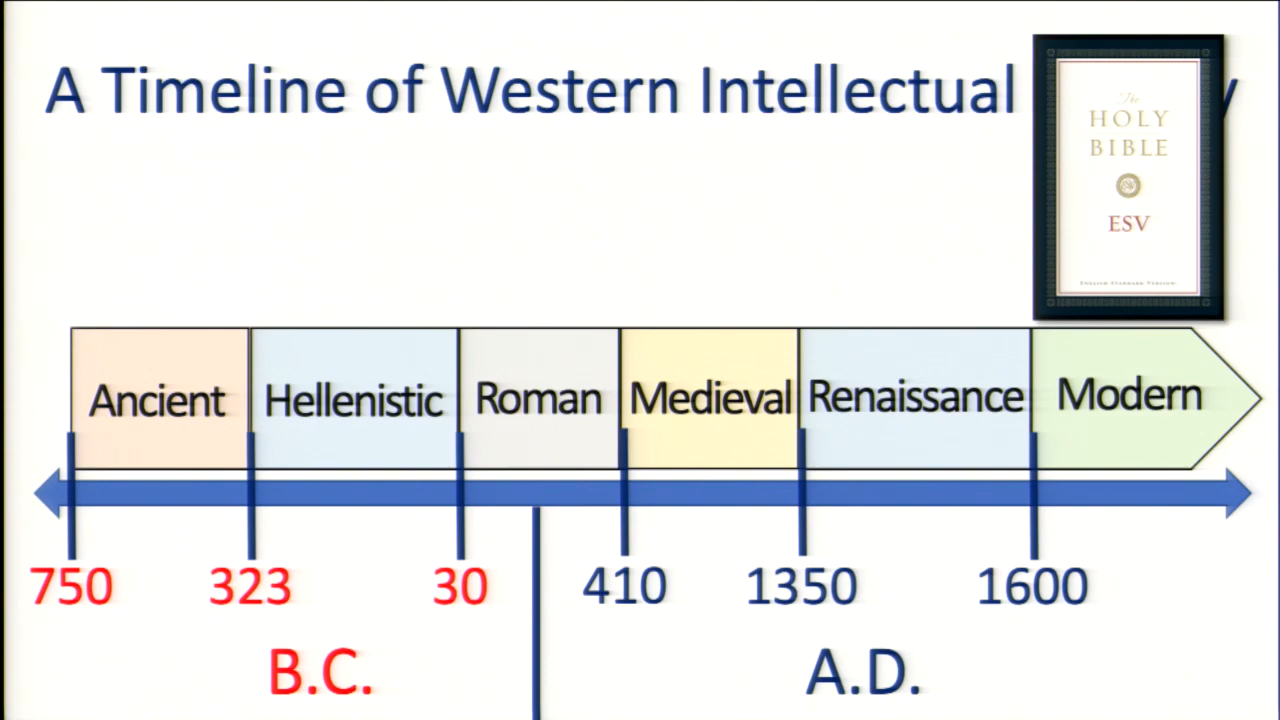 A Timeline of Western Intellectual y
The
HOLY
BIBLE
ESV
ENGLISH STANDARD VERSION
Ancient Hellenistic Roman Medieval Renaissance Modern
750 323 30 410 1350 1600
B.C. A.D.